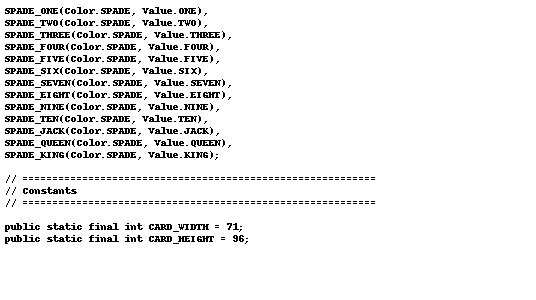 SPADE_ONE(Color.SPADE, Value.ONE),
SPADE_TWO(Color.SPADE, Value.TWO),
SPADE_THREE(Color.SPADE, Value.THREE),
SPADE_FOUR(Color.SPADE, Value.FOUR),
SPADE_FIVE(Color.SPADE, Value.FIVE),
SPADE_SIX(Color.SPADE, Value.SIX),
SPADE_SEVEN(Color.SPADE, Value.SEVEN),
SPADE_EIGHT(Color.SPADE, Value.EIGHT),
SPADE_NINE(Color.SPADE, Value.NINE),
SPADE_TEN(Color.SPADE, Value.TEN),
SPADE_JACK(Color.SPADE, Value.JACK),
SPADE_QUEEN(Color.SPADE, Value.QUEEN),
SPADE_KING(Color.SPADE, Value.KING);
// ===========================================================
// Constants
// ===========================================================
public static final int CARD_WIDTH = 71;
public static final int CARD_HEIGHT = 96;